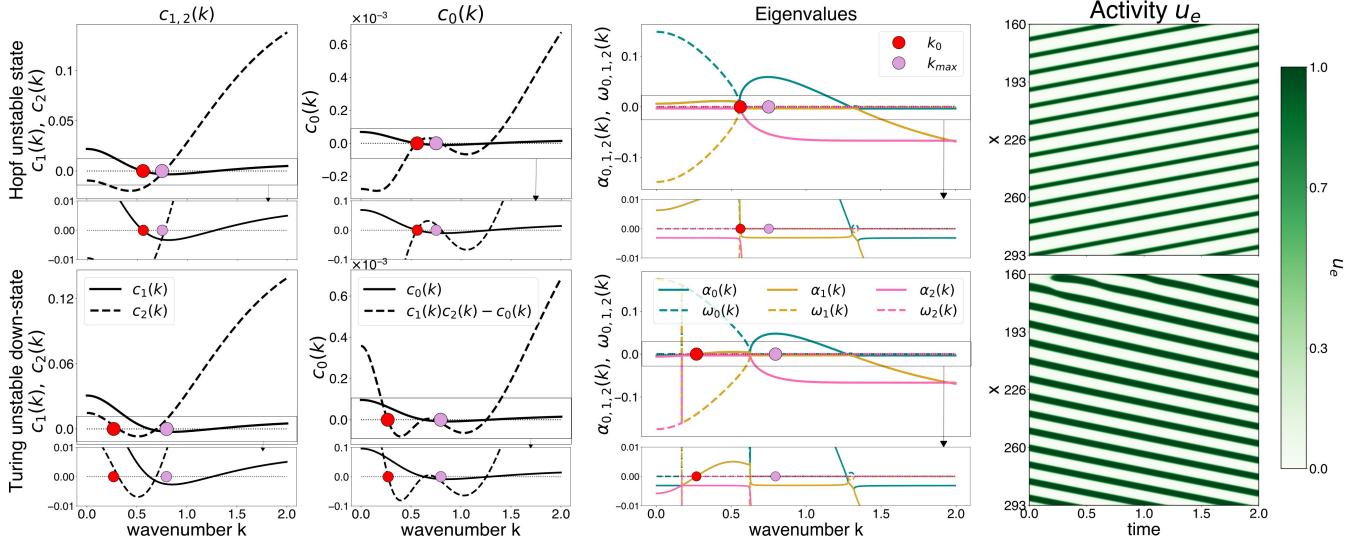 c₁,₂(k)
c₀(k)
Eigenvalues
Activity uₑ
Hopf unstable state
c₁(k), c₂(k)
0.1
0.05
0.0
0.01
0.00
−0.01
×10⁻³
c₀(k)
0.6
0.4
0.2
0.0
−0.2
0.1
0.0
−0.1
α₀,₁,₂(k), ω₀,₁,₂(k)
0.1
0.0
−0.1
k₀
kₘₐₓ
0.01
0.00
−0.01
x
160
193
226
260
293
1.0
0.7
0.3
0.0
uₑ
Turing unstable down-state
c₁(k), c₂(k)
0.12
0.06
0.0
c₁(k)
c₂(k)
0.01
0.00
−0.01
0.0
0.5
1.0
1.5
2.0
wavenumber k
×10⁻³
c₀(k)
0.6
0.4
0.2
0.0
c₀(k)
c₁(k)c₂(k) − c₀(k)
0.1
0.0
−0.1
0.0
0.5
1.0
1.5
2.0
wavenumber k
α₀,₁,₂(k), ω₀,₁,₂(k)
0.1
0.0
−0.1
α₀(k) α₁(k) α₂(k)
ω₀(k) ω₁(k) ω₂(k)
0.01
0.00
−0.01
0.0
0.5
1.0
1.5
2.0
wavenumber k
x
160
193
226
260
293
0.0
0.5
1.0
time